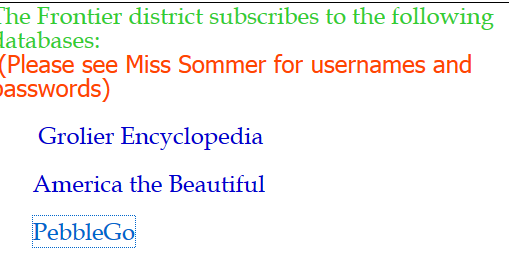 The Frontier district subscribes to the following
databases:
(Please see Miss Sommer for usernames and
passwords)
Grolier Encyclopedia
America the Beautiful
PebbleGo